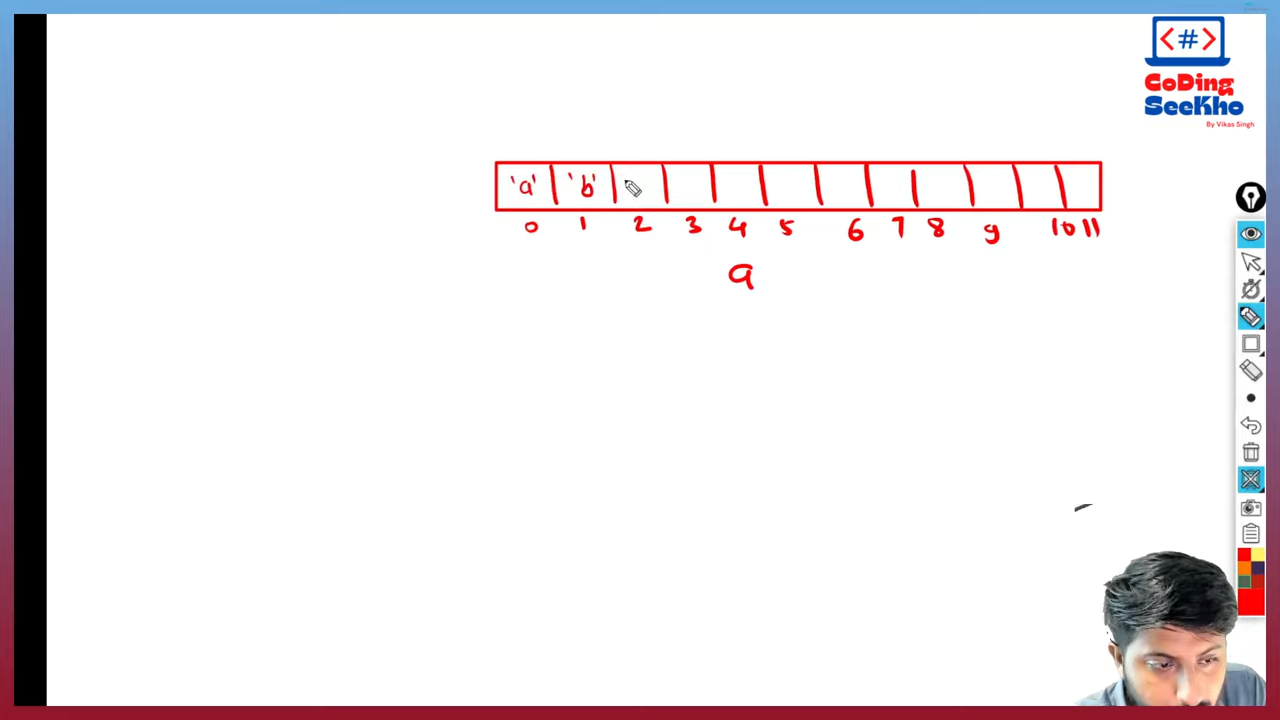 <#>
CoDing
SeeKho
By Vikas Singh
'a' 'b'
0 1 2 3 4 5 6 7 8 9 10 11
a